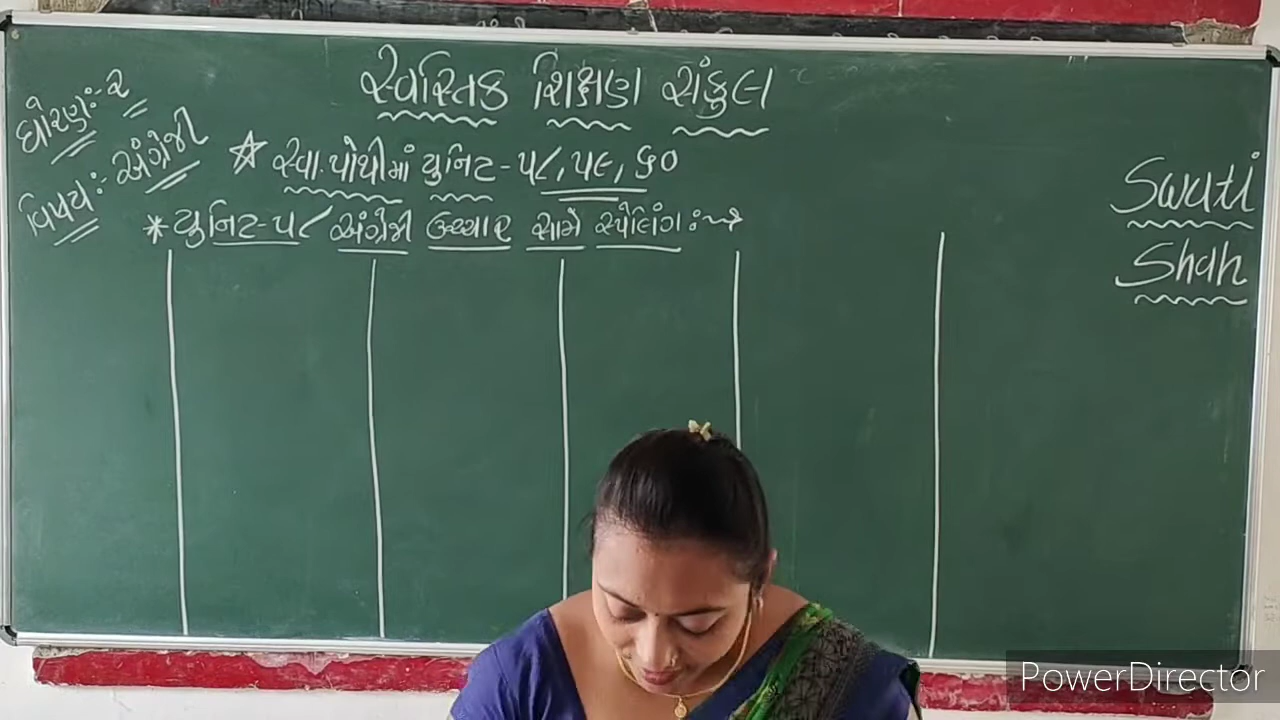 સ્વસ્તિક શિક્ષણ સંકુલ
ધોરણ:- ૨
વિષય:- અંગ્રેજી
સ્વા.પોથીમાં યુનિટ-૫૮,૫૯,૬૦
* યુનિટ-૫૮ અંગ્રેજી ઉચ્ચાર સામે સ્પેલિંગ:→
Swati
Shah
PowerDirector